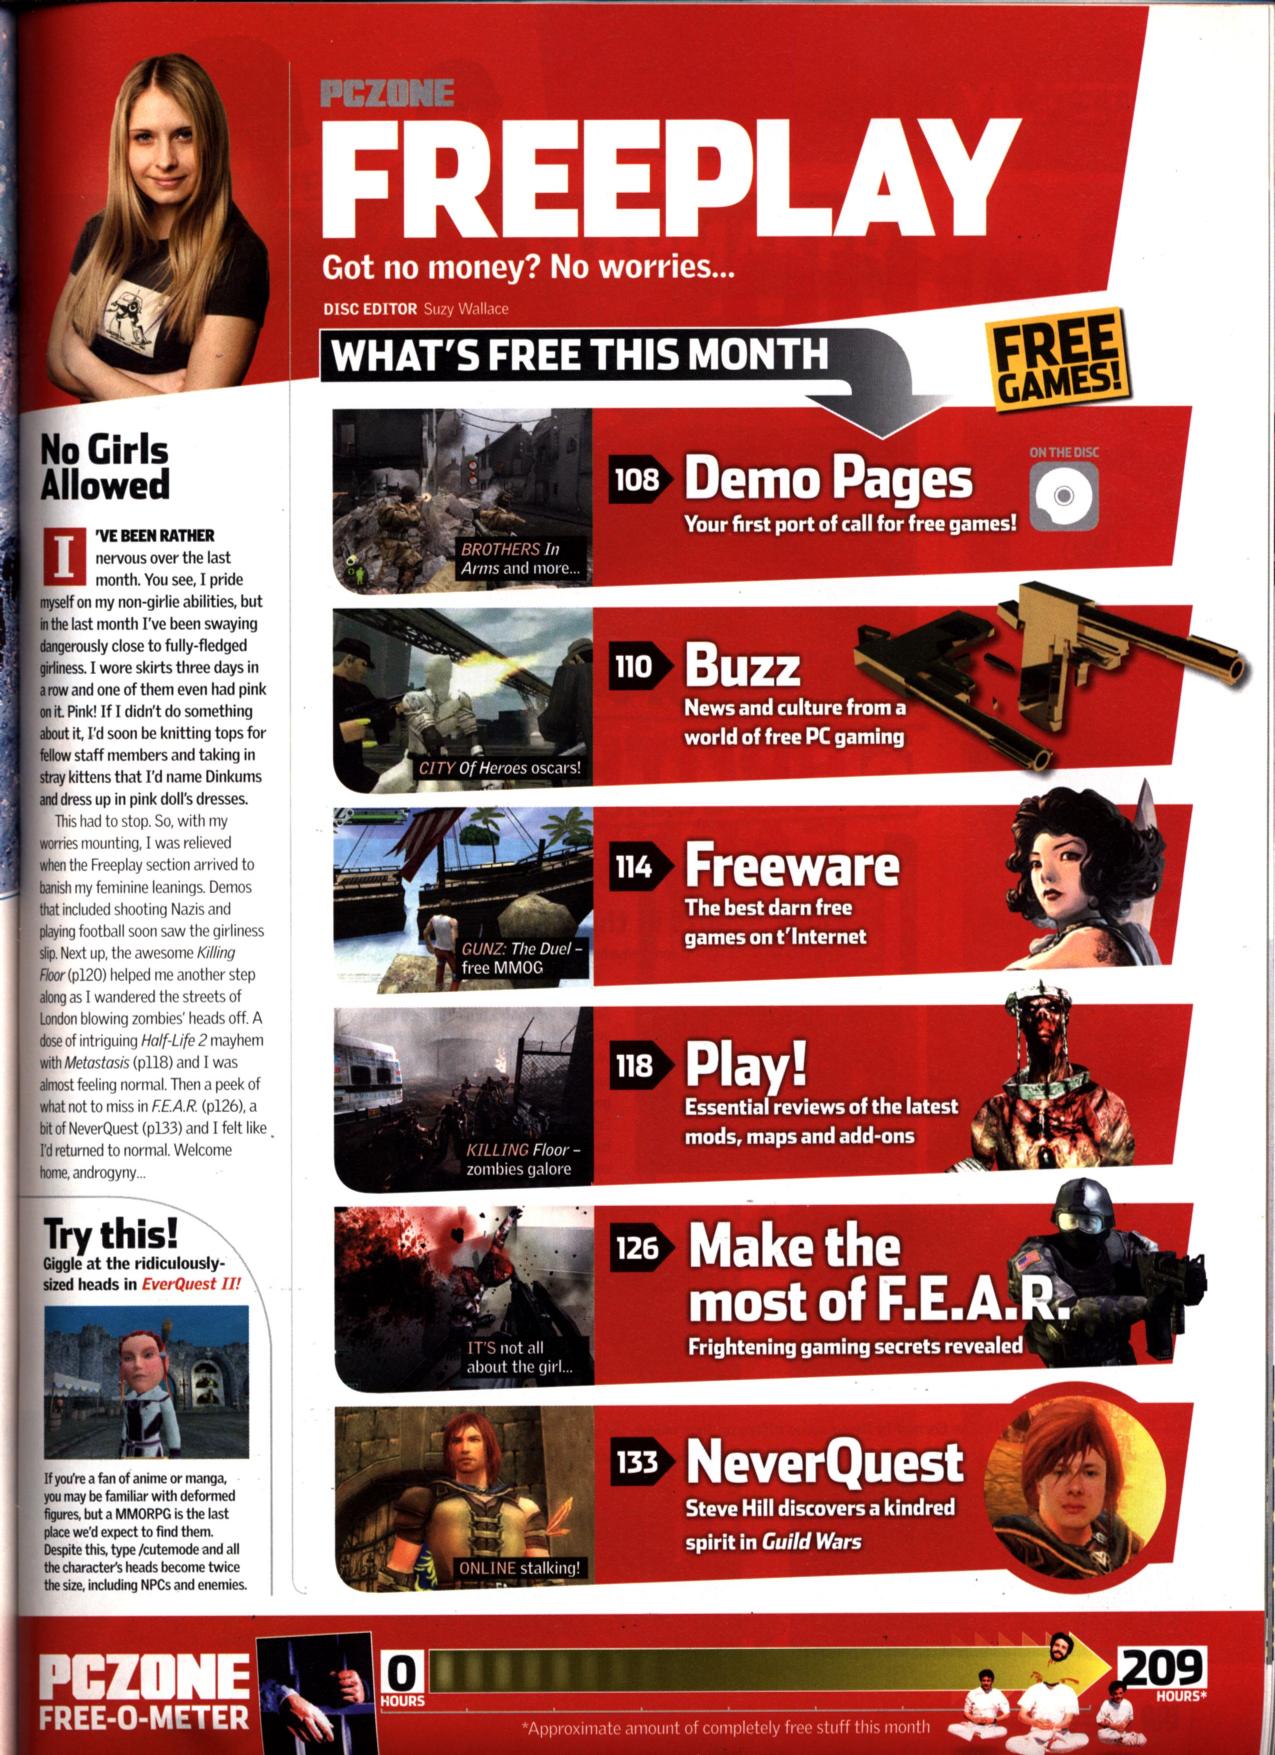 PCZONE
FREEPLAY
Got no money? No worries...
DISC EDITOR Suzy Wallace
WHAT'S FREE THIS MONTH
FREE
GAMES!
No Girls
Allowed
I'VE BEEN RATHER
nervous over the last
month. You see, I pride
myself on my non-girlie abilities, but
in the last month I've been swaying
dangerously close to fully-fledged
girliness. I wore skirts three days in
a row and one of them even had pink
on it. Pink! If I didn't do something
about it, I'd soon be knitting tops for
fellow staff members and taking in
stray kittens that I'd name Dinkums
and dress up in pink doll's dresses.
This had to stop. So, with my
worries mounting, I was relieved
when the Freeplay section arrived to
banish my feminine leanings. Demos
that included shooting Nazis and
playing football soon saw the girliness
slip. Next up, the awesome Killing
Floor (p120) helped me another step
along as I wandered the streets of
London blowing zombies' heads off. A
dose of intriguing Half-Life 2 mayhem
with Metastasis (p118) and I was
almost feeling normal. Then a peek of
what not to miss in F.E.A.R. (p126), a
bit of NeverQuest (p133) and I felt like
I'd returned to normal. Welcome
home, androgyny...
Try this!
Giggle at the ridiculously-
sized heads in EverQuest II!
If you're a fan of anime or manga,
you may be familiar with deformed
figures, but a MMORPG is the last
place we'd expect to find them.
Despite this, type /cutemode and all
the character's heads become twice
the size, including NPCs and enemies.
BROTHERS In
Arms and more...
108 Demo Pages
Your first port of call for free games!
ON THE DISC
CITY Of Heroes oscars!
110 Buzz
News and culture from a
world of free PC gaming
GUNZ: The Duel –
free MMOG
114 Freeware
The best darn free
games on t'Internet
KILLING Floor –
zombies galore
118 Play!
Essential reviews of the latest
mods, maps and add-ons
IT'S not all
about the girl...
126 Make the
most of F.E.A.R.
Frightening gaming secrets revealed
ONLINE stalking!
133 NeverQuest
Steve Hill discovers a kindred
spirit in Guild Wars
PCZONE
FREE-O-METER
0
HOURS
209
HOURS*
*Approximate amount of completely free stuff this month